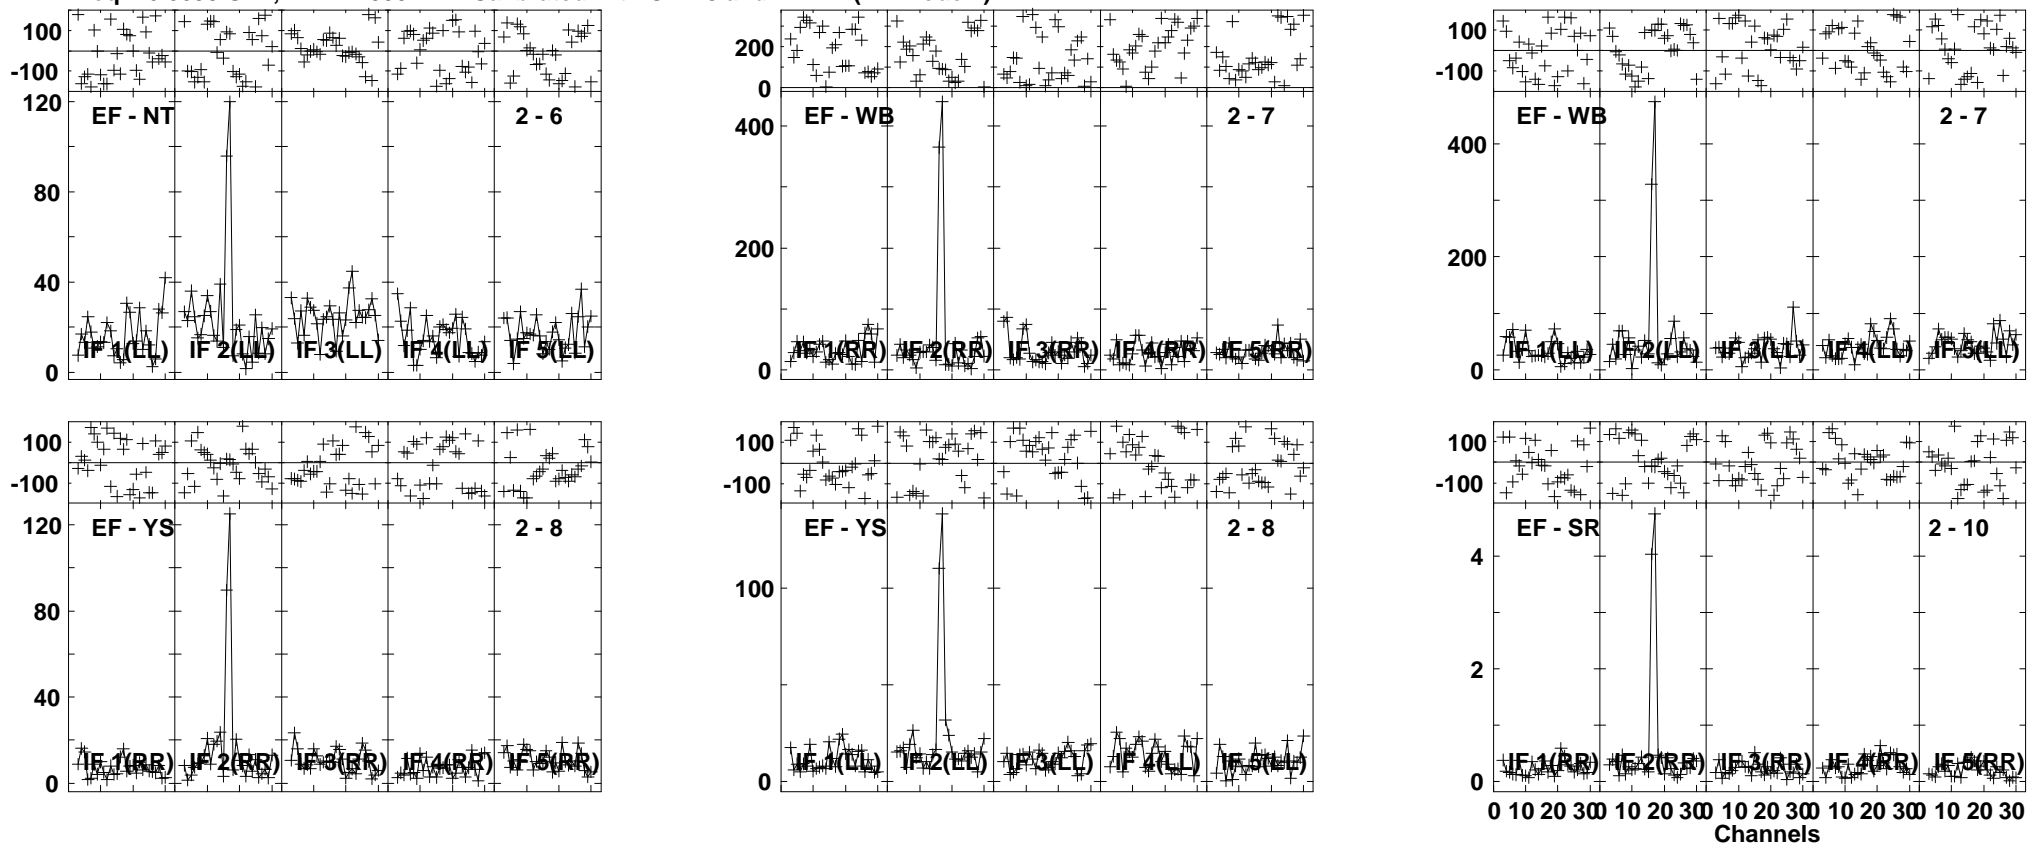 100
-100
120
80
40
0
EF - NT
2 - 6
IF 1(LL)
IF 2(LL)
IF 3(LL)
IF 4(LL)
IF 5(LL)
200
0
400
200
0
EF - WB
2 - 7
IF 1(RR)
IF 2(RR)
IF 3(RR)
IF 4(RR)
IF 5(RR)
100
-100
400
200
0
EF - WB
2 - 7
IF 1(LL)
IF 2(LL)
IF 3(LL)
IF 4(LL)
IF 5(LL)
100
-100
120
80
40
0
EF - YS
2 - 8
IF 1(RR)
IF 2(RR)
IF 3(RR)
IF 4(RR)
IF 5(RR)
100
-100
100
0
EF - YS
2 - 8
IF 1(LL)
IF 2(LL)
IF 3(LL)
IF 4(LL)
IF 5(LL)
100
-100
4
2
0
EF - SR
2 - 10
IF 1(RR)
IF 2(RR)
IF 3(RR)
IF 4(RR)
IF 5(RR)
0 10 20 30 0 10 20 30 0 10 20 30 0 10 20 30 0 10 20 30
Channels